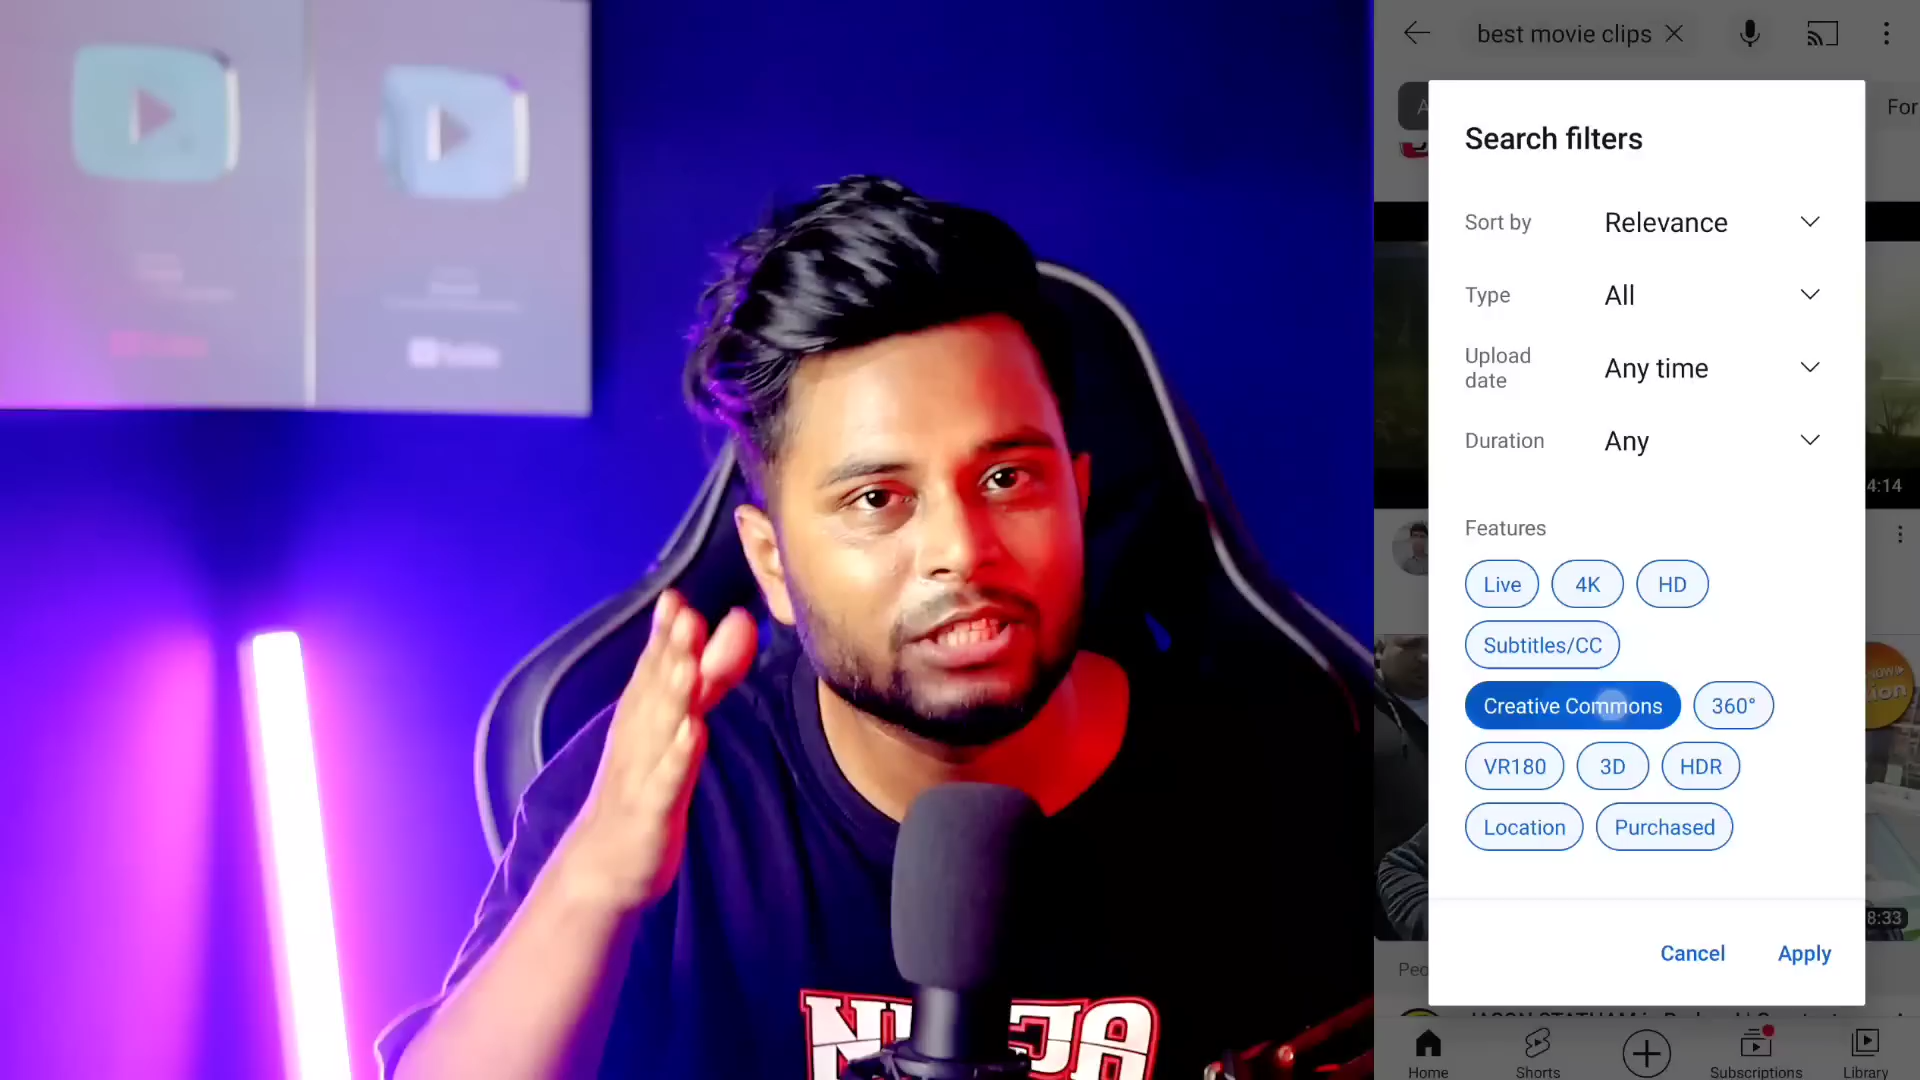 best movie clips
For
Search filters
Sort by Relevance
Type All
Upload date Any time
Duration Any
4:14
Features
Live 4K HD
Subtitles/CC
Creative Commons 360°
VR180 3D HDR
Location Purchased
8:33
Cancel Apply
Home Shorts Subscriptions Library